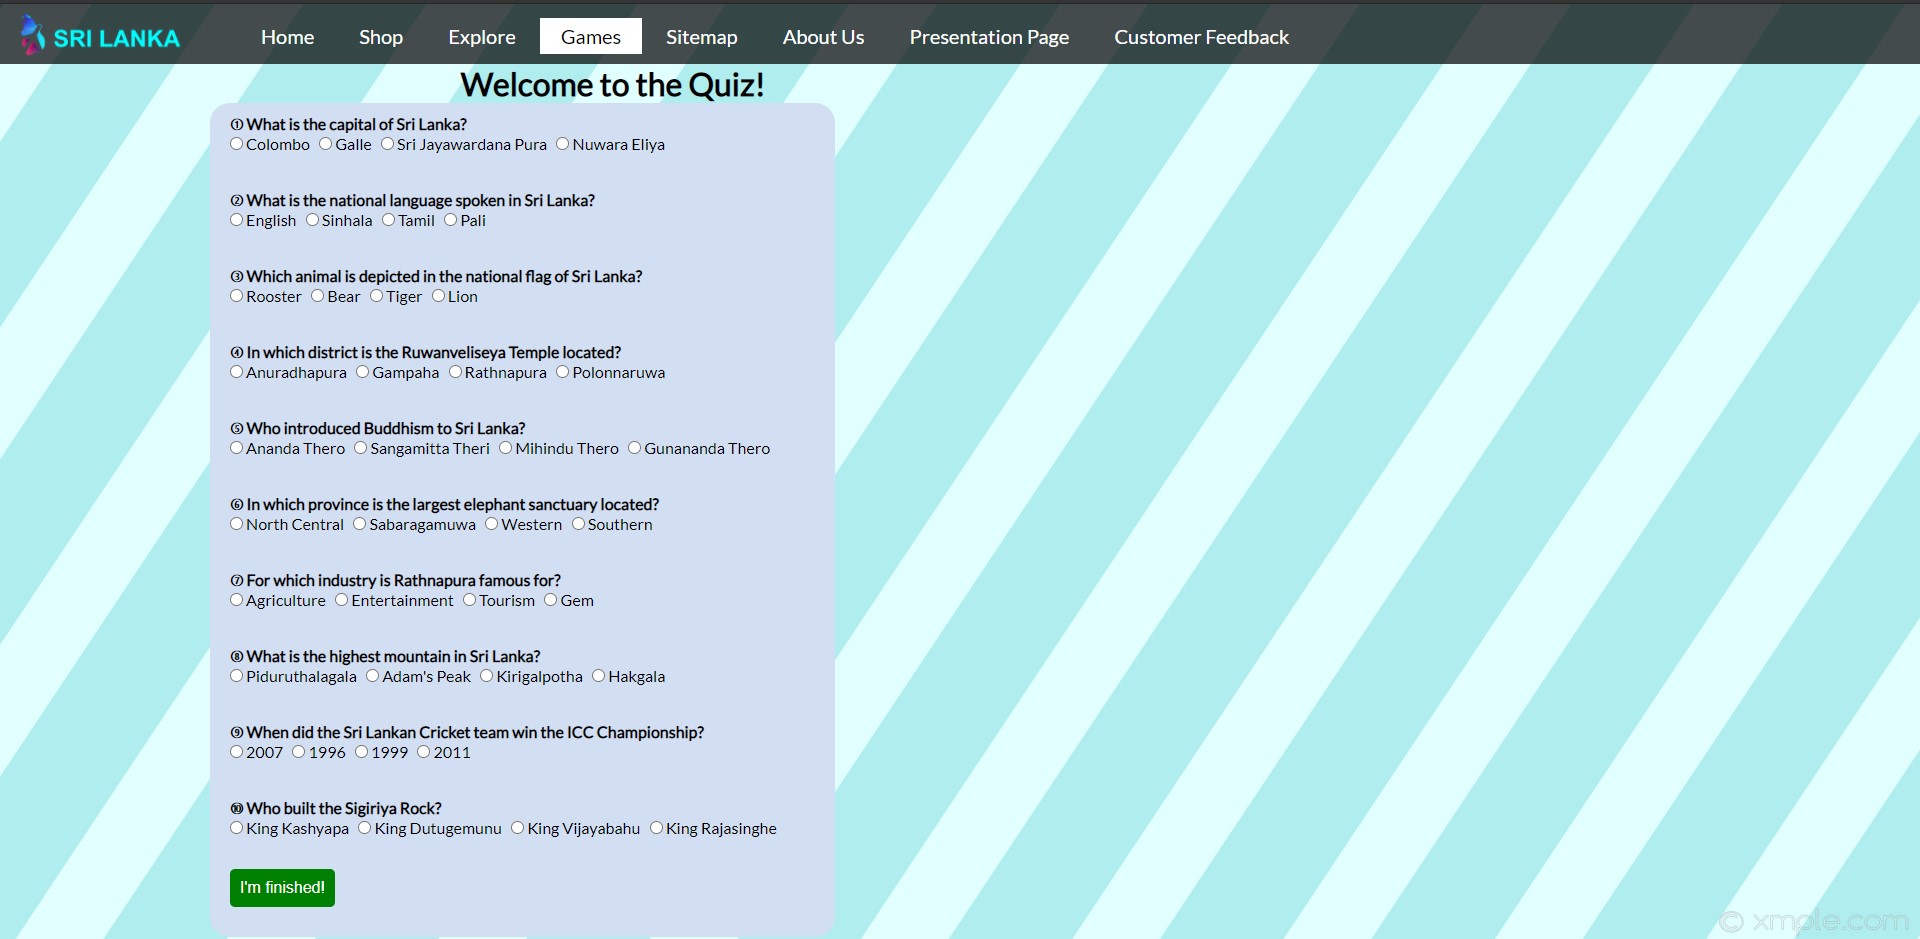 SRI LANKA Home Shop Explore Games Sitemap About Us Presentation Page Customer Feedback
Welcome to the Quiz!
① What is the capital of Sri Lanka?
Colombo Galle Sri Jayawardana Pura Nuwara Eliya
② What is the national language spoken in Sri Lanka?
English Sinhala Tamil Pali
③ Which animal is depicted in the national flag of Sri Lanka?
Rooster Bear Tiger Lion
④ In which district is the Ruwanveliseya Temple located?
Anuradhapura Gampaha Rathnapura Polonnaruwa
⑤ Who introduced Buddhism to Sri Lanka?
Ananda Thero Sangamitta Theri Mihindu Thero Gunananda Thero
⑥ In which province is the largest elephant sanctuary located?
North Central Sabaragamuwa Western Southern
⑦ For which industry is Rathnapura famous for?
Agriculture Entertainment Tourism Gem
⑧ What is the highest mountain in Sri Lanka?
Piduruthalagala Adam's Peak Kirigalpotha Hakgala
⑨ When did the Sri Lankan Cricket team win the ICC Championship?
2007 1996 1999 2011
⑩ Who built the Sigiriya Rock?
King Kashyapa King Dutugemunu King Vijayabahu King Rajasinghe
I'm finished!
© xmple.com